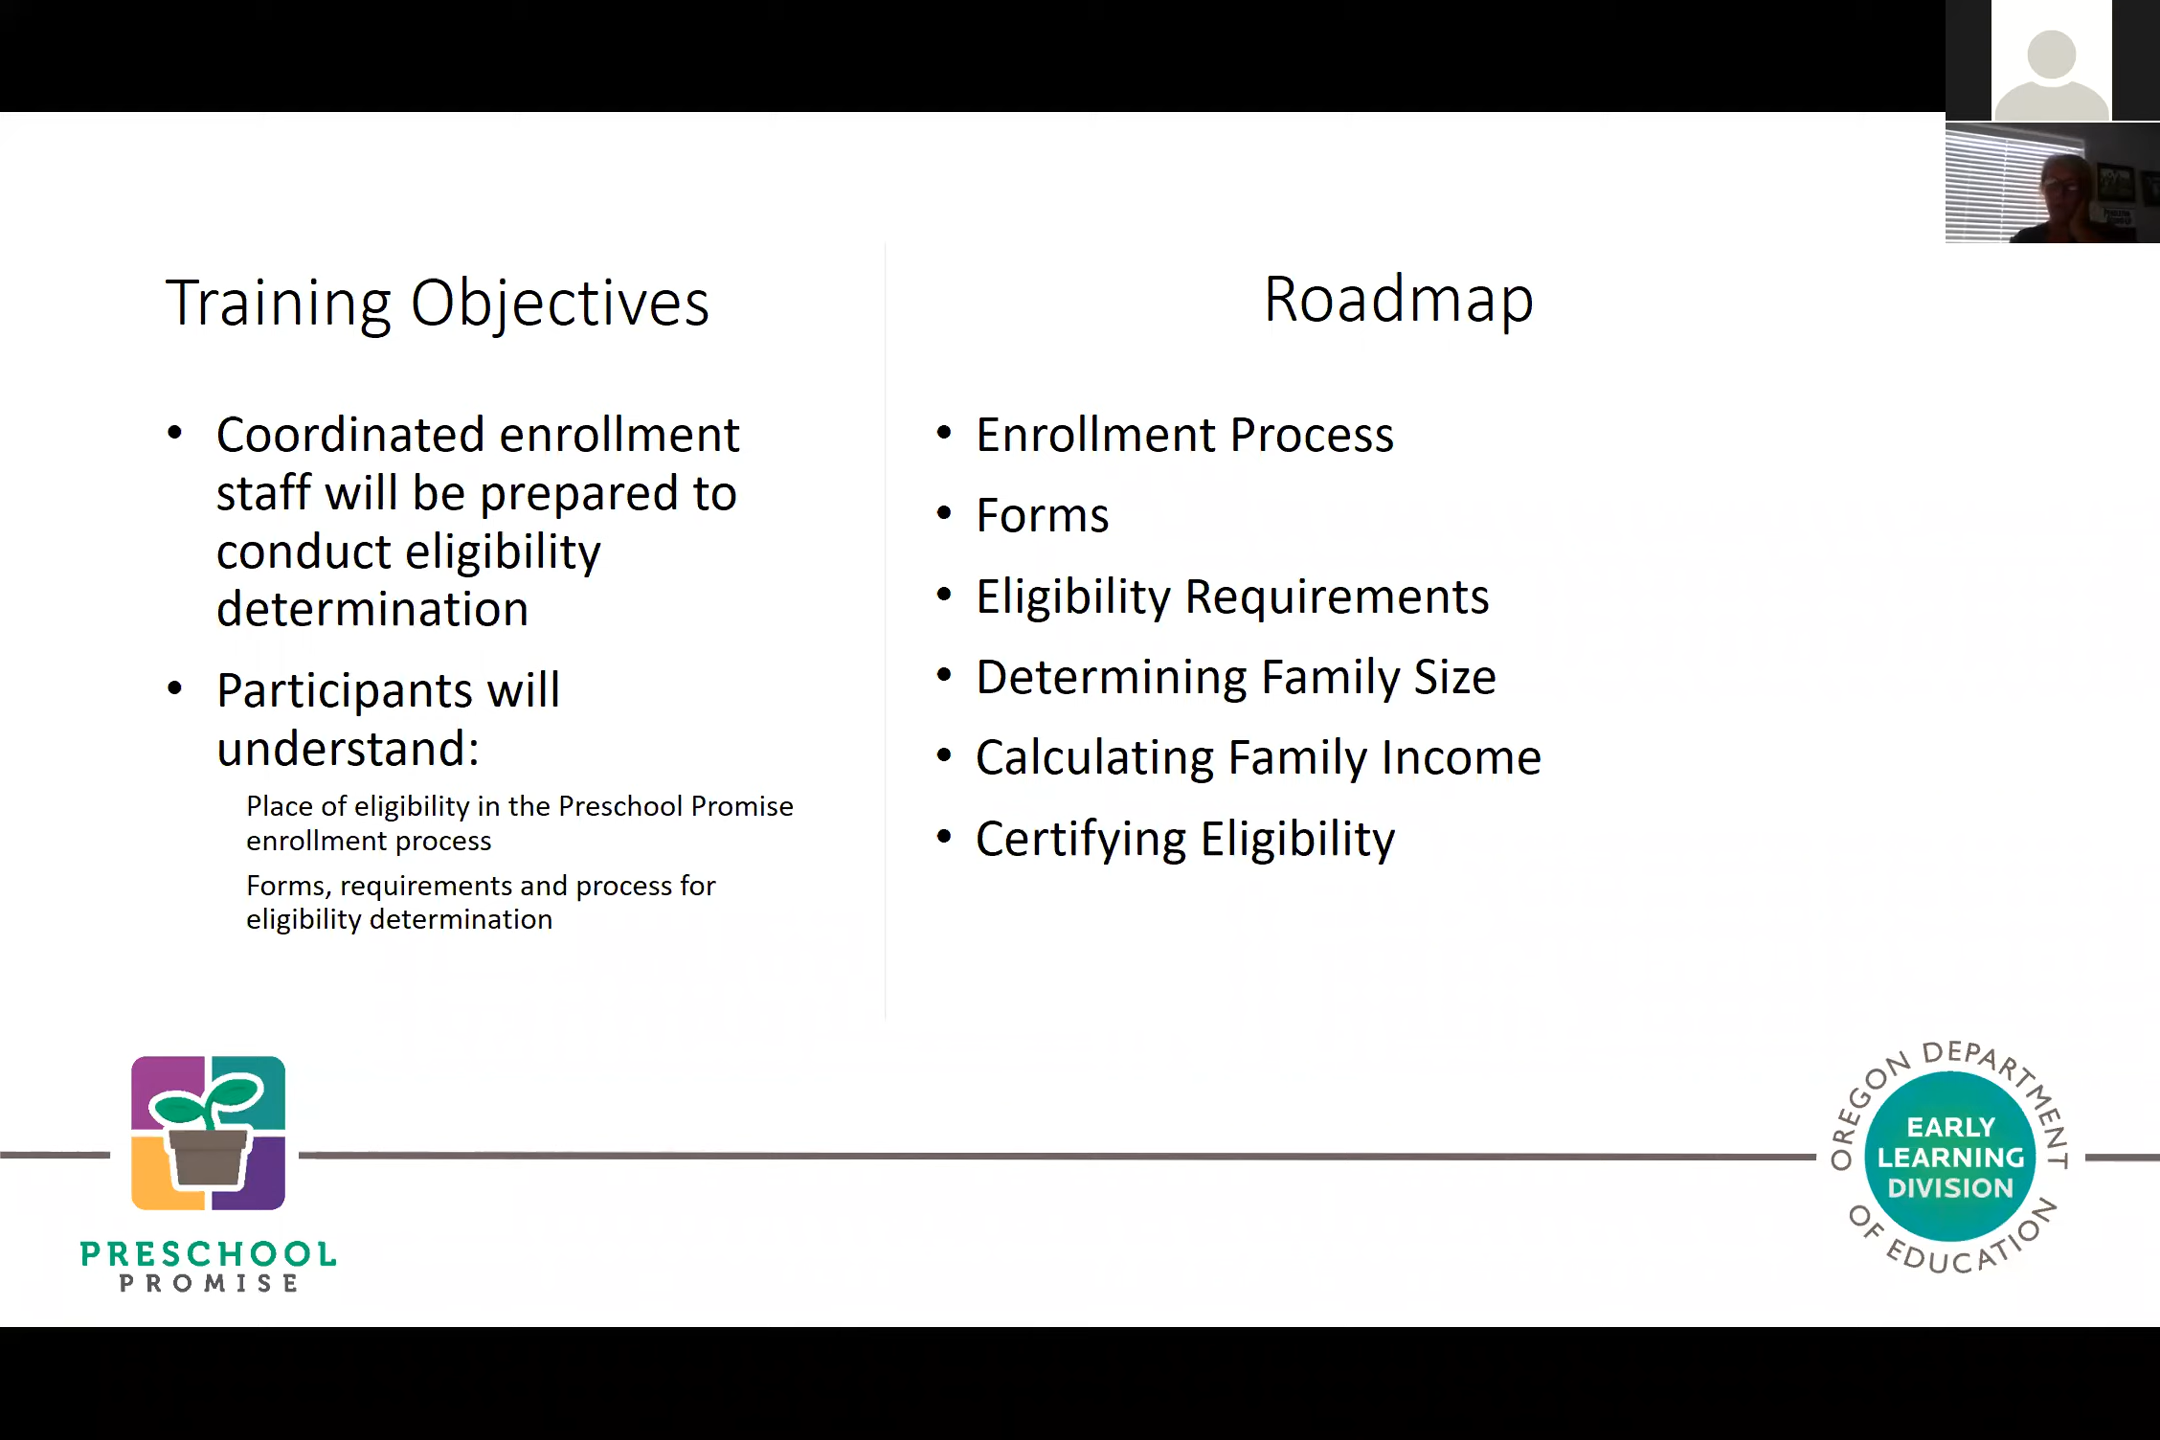 Training Objectives
• Coordinated enrollment
staff will be prepared to
conduct eligibility
determination
• Participants will
understand:
Place of eligibility in the Preschool Promise
enrollment process
Forms, requirements and process for
eligibility determination
Roadmap
• Enrollment Process
• Forms
• Eligibility Requirements
• Determining Family Size
• Calculating Family Income
• Certifying Eligibility
PRESCHOOL
PROMISE
OREGON DEPARTMENT
OF EDUCATION
EARLY
LEARNING
DIVISION